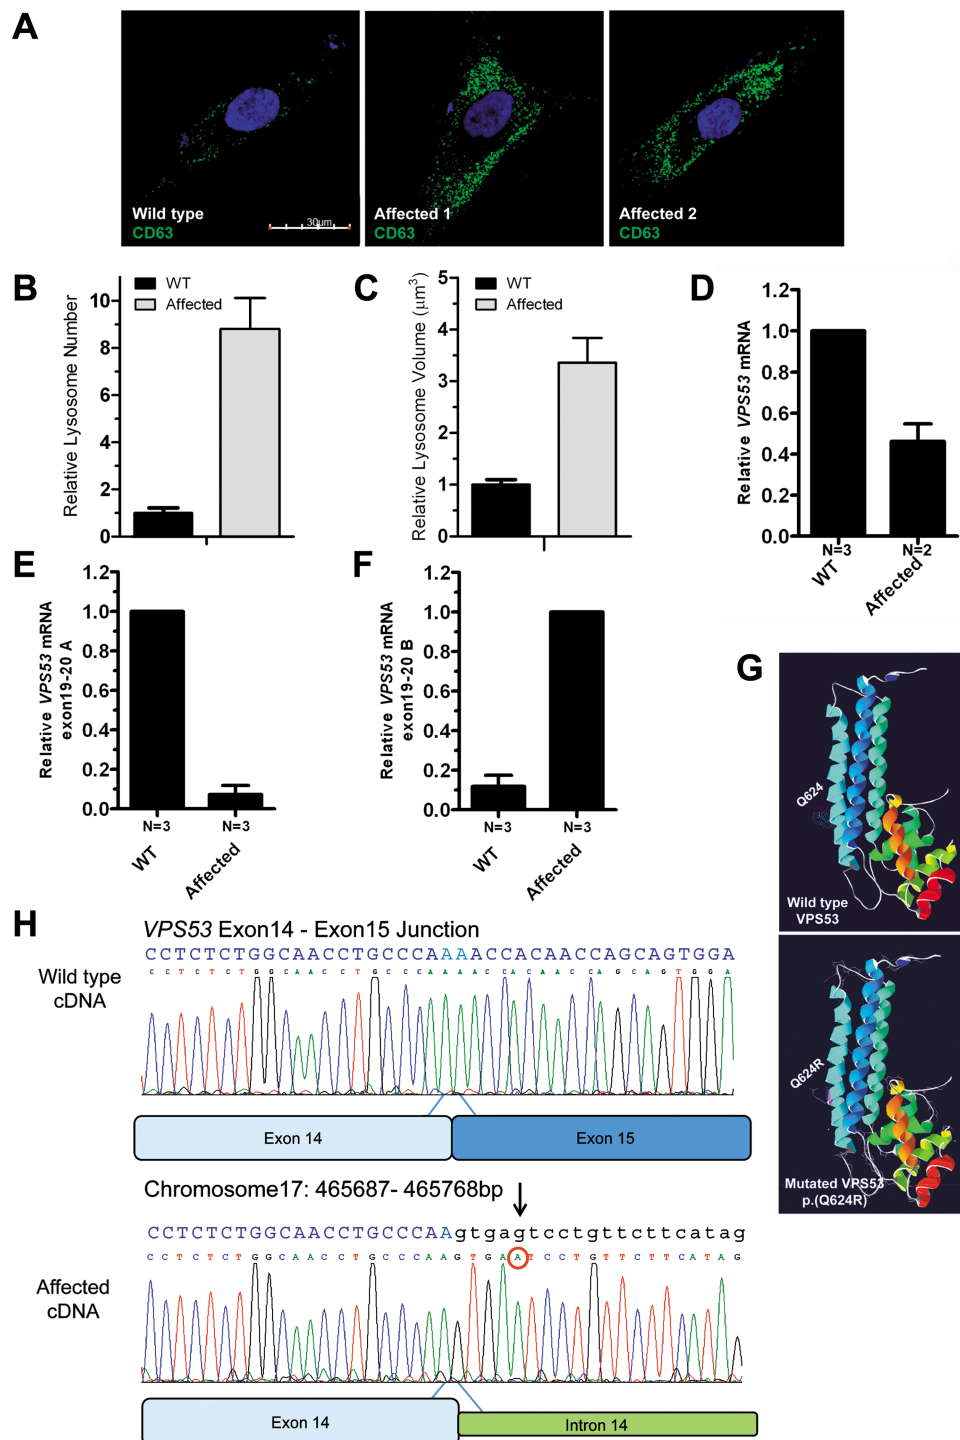 A
Wild type
CD63
30µm
Affected 1
CD63
Affected 2
CD63
B
WT
Affected
Relative Lysosome Number
10
8
6
4
2
0
C
WT
Affected
Relative Lysosome Volume (µm³)
5
4
3
2
1
0
D
Relative VPS53 mRNA
1.2
1.0
0.8
0.6
0.4
0.2
0.0
N=3
N=2
WT
Affected
E
Relative VPS53 mRNA
exon19-20 A
1.2
1.0
0.8
0.6
0.4
0.2
0.0
N=3
N=3
WT
Affected
F
Relative VPS53 mRNA
exon19-20 B
1.2
1.0
0.8
0.6
0.4
0.2
0.0
N=3
N=3
WT
Affected
G
Q624
Wild type
VPS53
Q624R
Mutated VPS53
p.(Q624R)
H
VPS53 Exon14 - Exon15 Junction
CCTCTCTGGCAACCTGCCCAAAACCACAACCAGCAGTGGA
Wild type
cDNA
CCTCTCTGGCAACCTGCCCAAAACCACAACCAGCAGTGGA
Exon 14
Exon 15
Chromosome17: 465687- 465768bp
CCTCTCTGGCAACCTGCCCAAgtgagtcctgttcttcatag
CCTCTCTGGCAACCTGCCCAAGTGAATCCTGTTCTTCATAG
Affected
cDNA
Exon 14
Intron 14